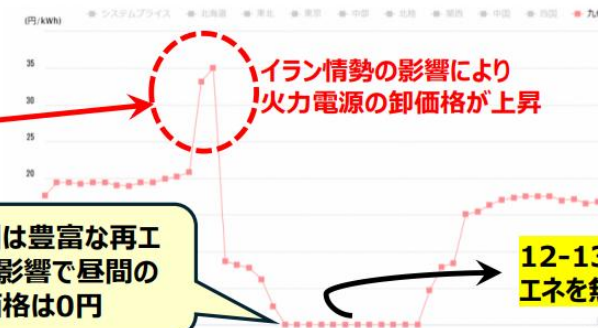 (円/kWh)
システムプライス 北海道 東北 東京 中部 北陸 関西 中国 四国 九
35
30
25
20
イラン情勢の影響により
火力電源の卸価格が上昇
は豊富な再エ
影響で昼間の
価格は0円
12-13
エネを無